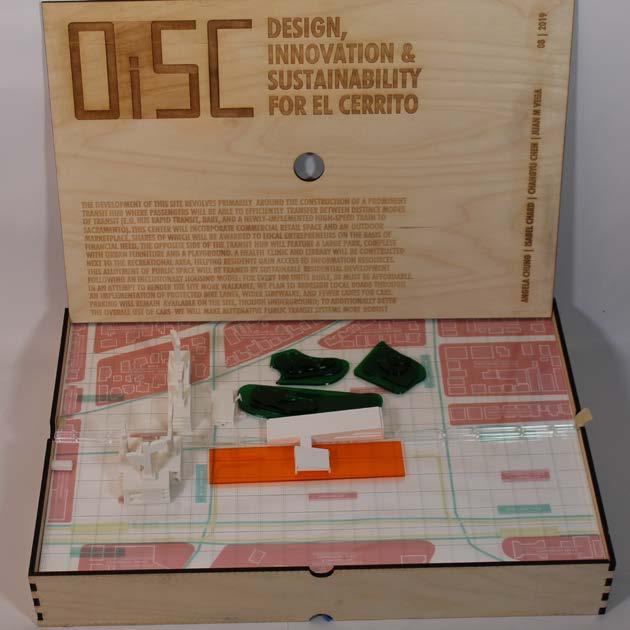 DiSC
DESIGN,
INNOVATION &
SUSTAINABILITY
FOR EL CERRITO
08 | 2019
ANGELA CHUNG | ISABEL CHARD | CHANGYU CHEN | JUAN M VEGA
THE DEVELOPMENT OF THIS SITE REVOLVES PRIMARILY AROUND THE CONSTRUCTION OF A PROMINENT
TRANSIT HUB WHERE PASSENGERS WILL BE ABLE TO EFFICIENTLY TRANSFER BETWEEN DISTINCT MODES
OF TRANSIT (E.G, BUS RAPID TRANSIT, BART, AND A NEWLY-IMPLEMENTED HIGH-SPEED TRAIN TO
SACRAMENTO). THIS CENTER WILL INCORPORATE COMMERCIAL RETAIL SPACE AND AN OUTDOOR
MARKETPLACE, SHARES OF WHICH WILL BE AWARDED TO LOCAL ENTREPRENEURS ON THE BASIS OF
FINANCIAL NEED. THE OPPOSITE SIDE OF THE TRANSIT HUB WILL FEATURE A LARGE PARK, COMPLETE
WITH URBAN FURNITURE AND A PLAYGROUND. A HEALTH CLINIC AND LIBRARY WILL BE CONSTRUCTED
NEXT TO THE RECREATIONAL AREA, HELPING RESIDENTS GAIN ACCESS TO INFORMATION AND RESOURCES.
THIS ALLOTMENT OF PUBLIC SPACE WILL BE FRAMED BY SUSTAINABLE RESIDENTIAL DEVELOPMENT
FOLLOWING AN INCLUSIONARY HOUSING MODEL: FOR EVERY 100 UNITS BUILT, 20 MUST BE AFFORDABLE.
IN AN ATTEMPT TO RENDER THE SITE MORE WALKABLE, WE PLAN TO REDESIGN LOCAL ROADS THROUGH
AN IMPLEMENTATION OF PROTECTED BIKE LANES, WIDER SIDEWALKS, AND FEWER LANES FOR CARS.
PARKING WILL REMAIN AVAILABLE ON THE SITE, THOUGH UNDERGROUND; TO ADDITIONALLY DETER
THE OVERALL USE OF CARS, WE WILL MAKE ALTERNATIVE PUBLIC TRANSIT SYSTEMS MORE ROBUST